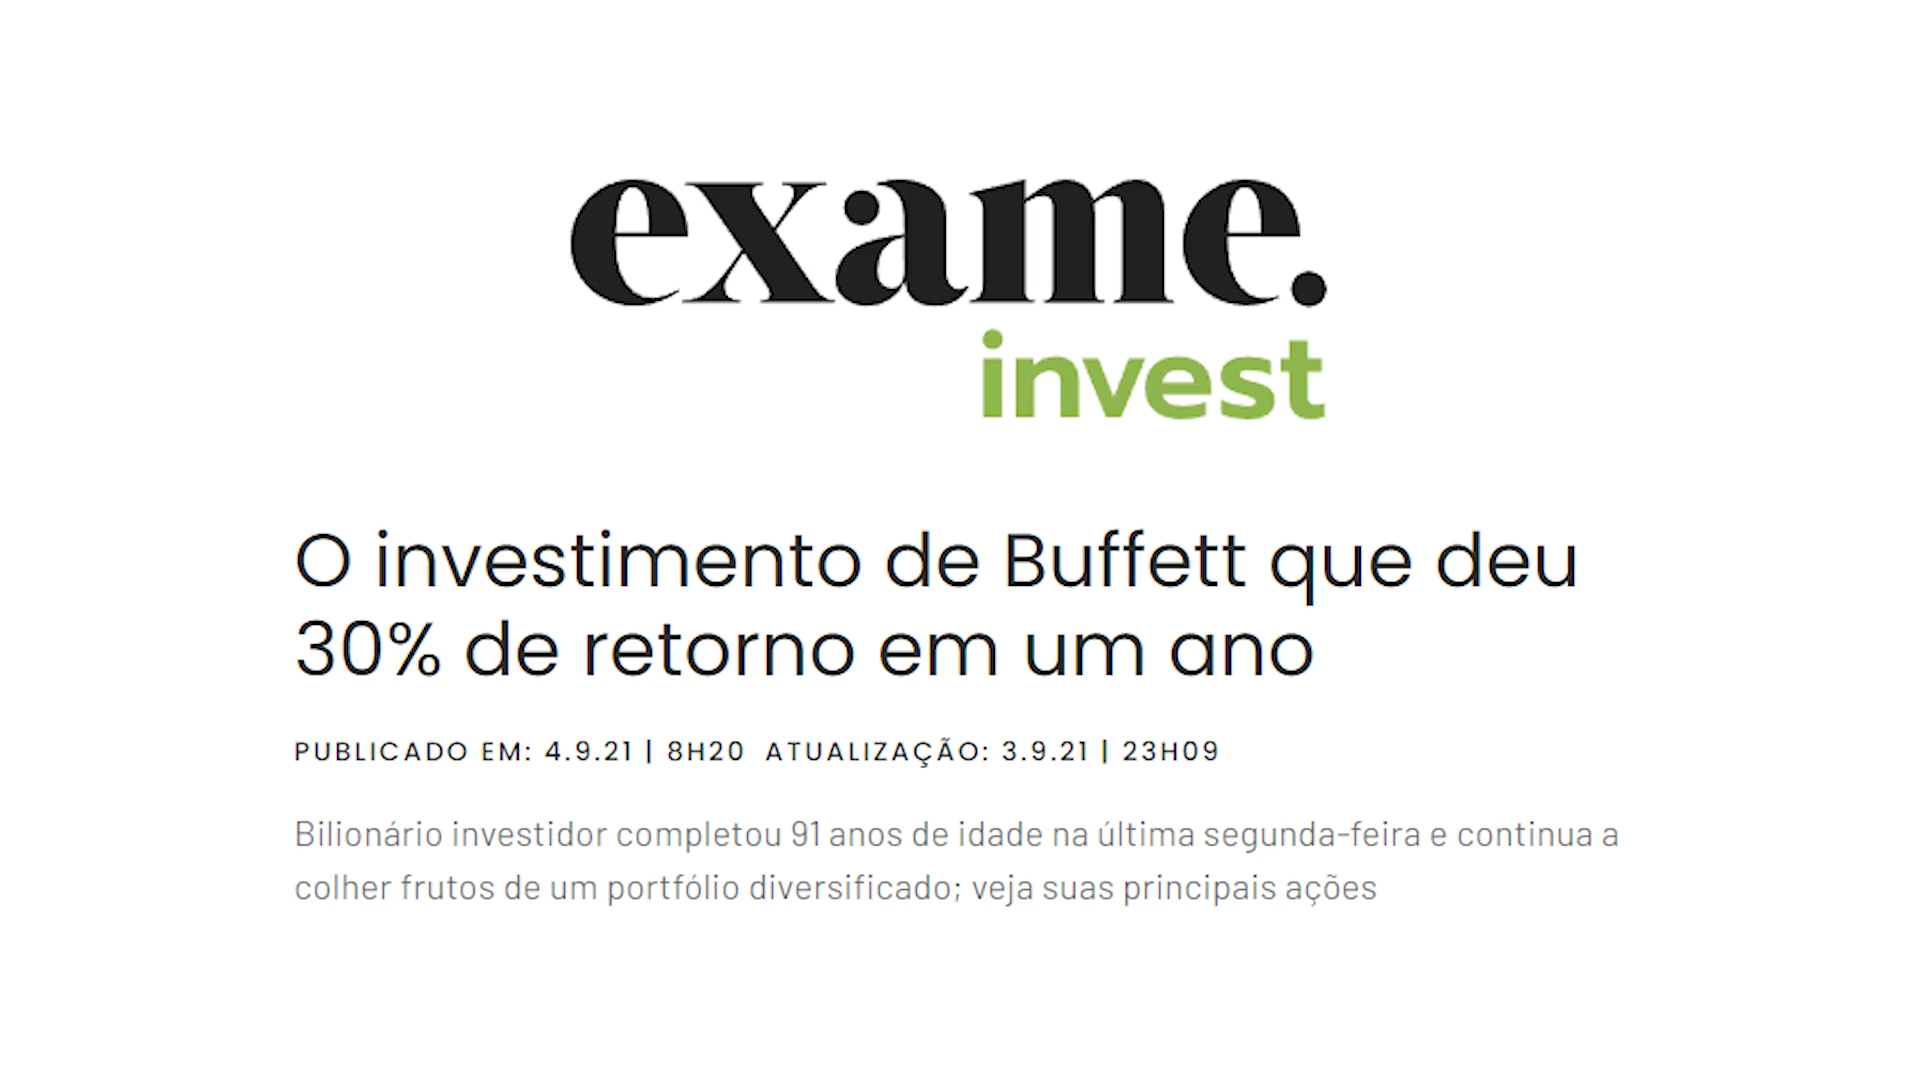 exame.
invest
O investimento de Buffett que deu
30% de retorno em um ano
PUBLICADO EM: 4.9.21 | 8H20 ATUALIZAÇÃO: 3.9.21 | 23H09
Bilionário investidor completou 91 anos de idade na última segunda-feira e continua a
colher frutos de um portfólio diversificado; veja suas principais ações